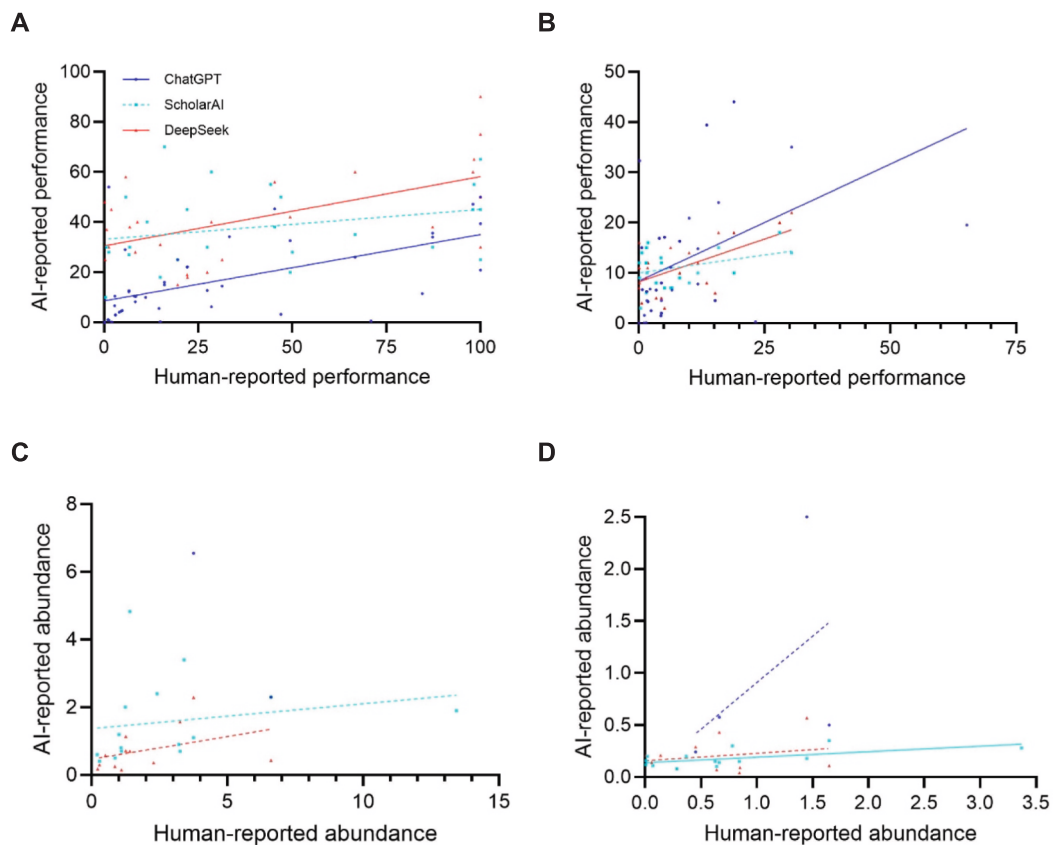 A
AI-reported performance
100
80
60
40
20
0
0
25
50
75
100
Human-reported performance
ChatGPT
ScholarAI
DeepSeek
B
AI-reported performance
50
40
30
20
10
0
0
25
50
75
Human-reported performance
C
AI-reported abundance
8
6
4
2
0
0
5
10
15
Human-reported abundance
D
AI-reported abundance
2.5
2.0
1.5
1.0
0.5
0.0
0.0
0.5
1.0
1.5
2.0
2.5
3.0
3.5
Human-reported abundance